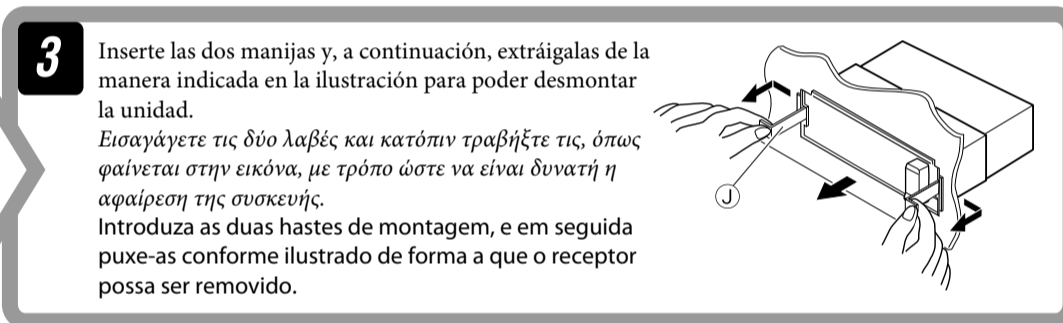 3
Inserte las dos manijas y, a continuación, extráigalas de la
manera indicada en la ilustración para poder desmontar
la unidad.
Εισαγάγετε τις δύο λαβές και κατόπιν τραβήξτε τις, όπως
φαίνεται στην εικόνα, με τρόπο ώστε να είναι δυνατή η
αφαίρεση της συσκευής.
Introduza as duas hastes de montagem, e em seguida
puxe-as conforme ilustrado de forma a que o receptor
possa ser removido.
J